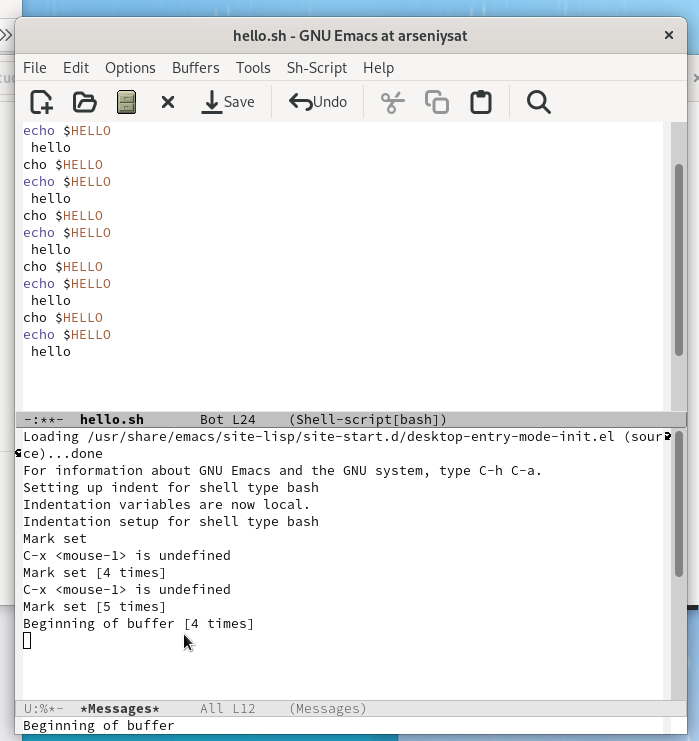 hello.sh - GNU Emacs at arseniysat
File Edit Options Buffers Tools Sh-Script Help
Save Undo
echo $HELLO
 hello
cho $HELLO
echo $HELLO
 hello
cho $HELLO
echo $HELLO
 hello
cho $HELLO
echo $HELLO
 hello
cho $HELLO
echo $HELLO
 hello
-:**-  hello.sh       Bot L24    (Shell-script[bash])
Loading /usr/share/emacs/site-lisp/site-start.d/desktop-entry-mode-init.el (sour
ce)...done
For information about GNU Emacs and the GNU system, type C-h C-a.
Setting up indent for shell type bash
Indentation variables are now local.
Indentation setup for shell type bash
Mark set
C-x <mouse-1> is undefined
Mark set [4 times]
C-x <mouse-1> is undefined
Mark set [5 times]
Beginning of buffer [4 times]
U:%*-  *Messages*     All L12    (Messages)
Beginning of buffer